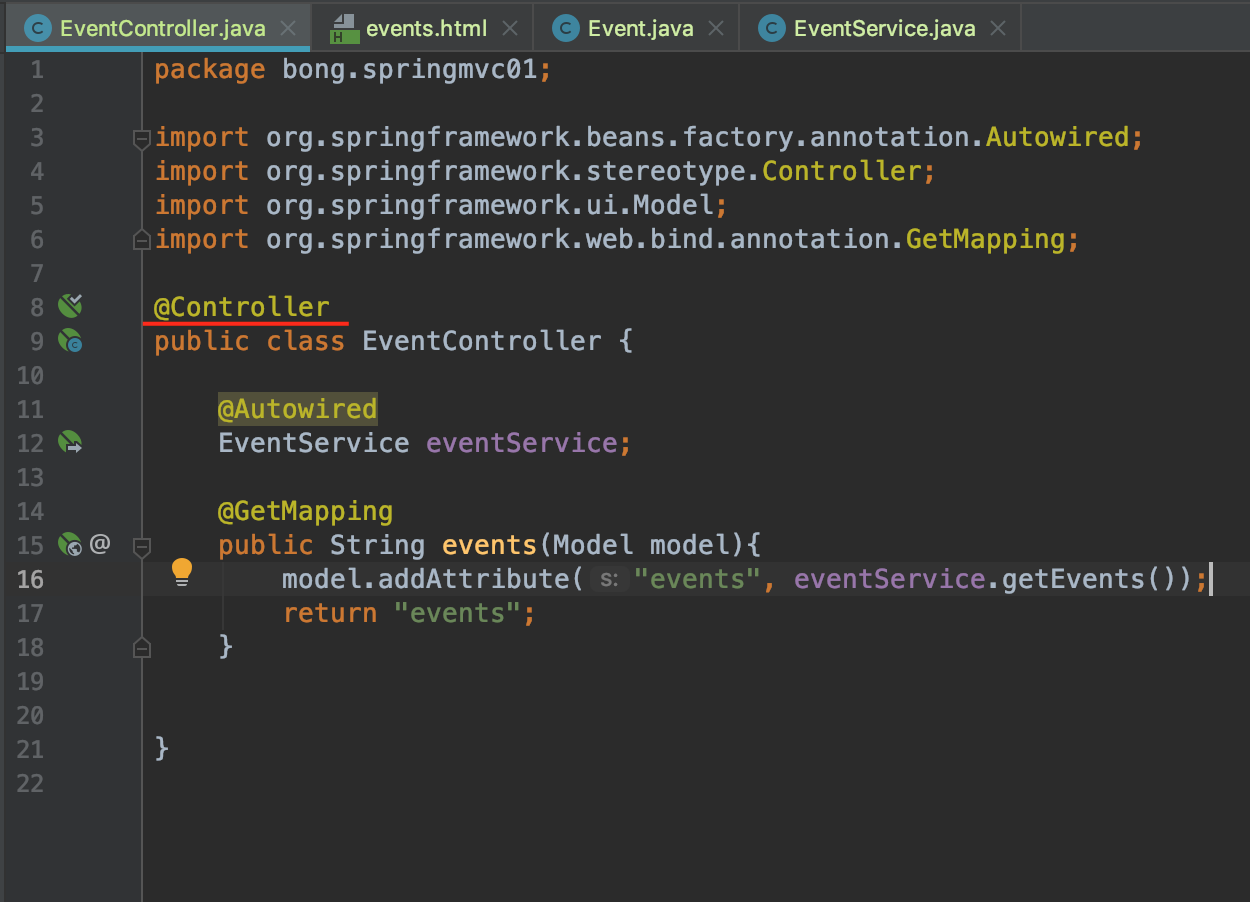 EventController.java events.html Event.java EventService.java
1 package bong.springmvc01;
2
3 import org.springframework.beans.factory.annotation.Autowired;
4 import org.springframework.stereotype.Controller;
5 import org.springframework.ui.Model;
6 import org.springframework.web.bind.annotation.GetMapping;
7
8 @Controller
9 public class EventController {
10
11 @Autowired
12 EventService eventService;
13
14 @GetMapping
15 @ public String events(Model model){
16 model.addAttribute( s: "events", eventService.getEvents());
17 return "events";
18 }
19
20
21 }
22